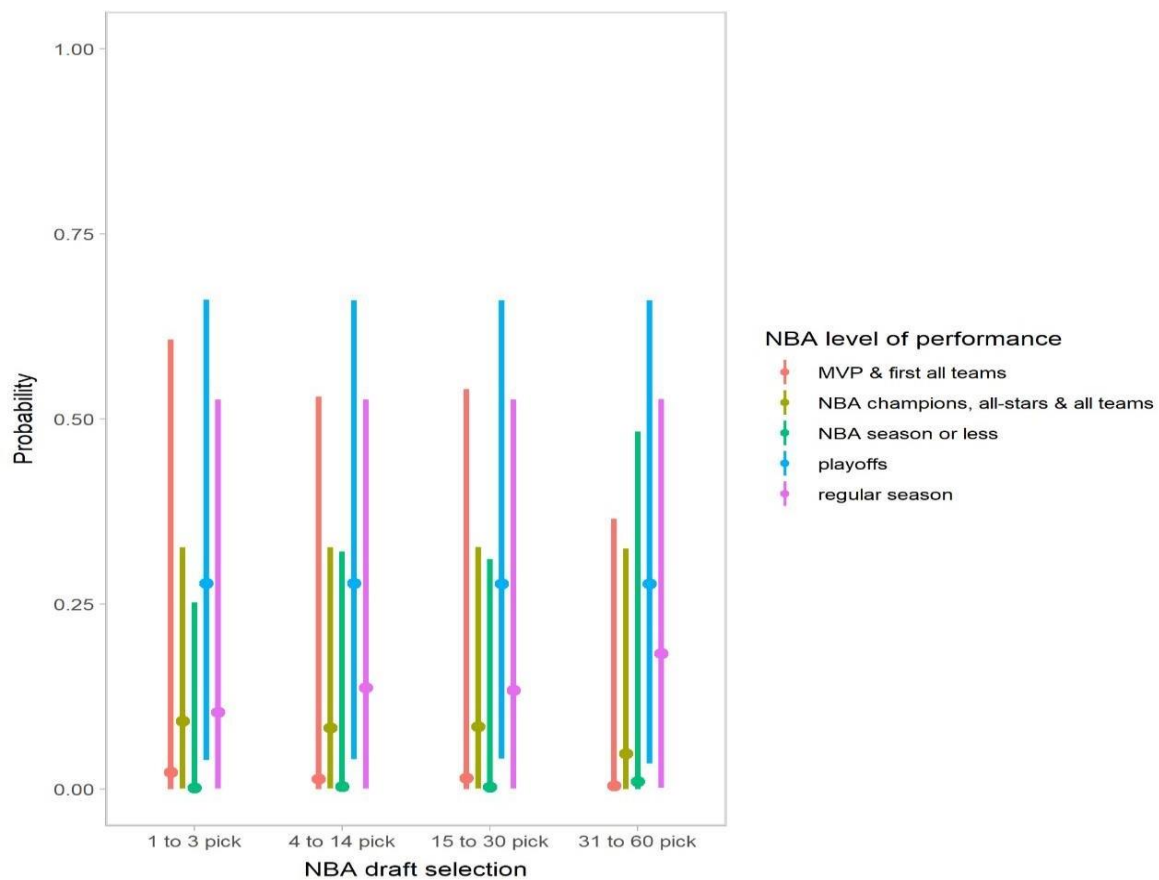 1.00
0.75
0.50
0.25
0.00
Probability
1 to 3 pick
4 to 14 pick
15 to 30 pick
31 to 60 pick
NBA draft selection
NBA level of performance
MVP & first all teams
NBA champions, all-stars & all teams
NBA season or less
playoffs
regular season